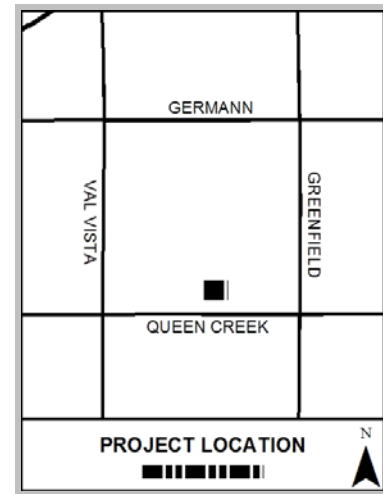 GERMANN
VAL VISTA
GREENFIELD
QUEEN CREEK
PROJECT LOCATION
N